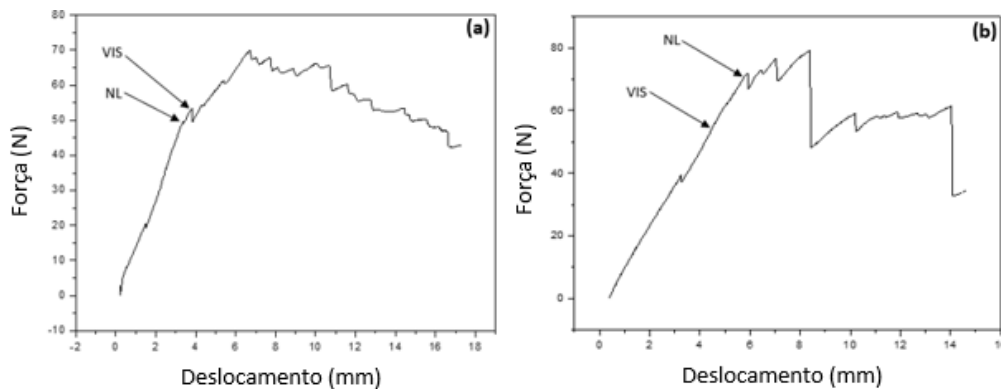 (a)
80
70
60
50
40
30
20
10
0
-10
Força (N)
VIS
NL
-2 0 2 4 6 8 10 12 14 16 18
Deslocamento (mm)
(b)
80
60
40
20
0
Força (N)
NL
VIS
0 2 4 6 8 10 12 14 16
Deslocamento (mm)